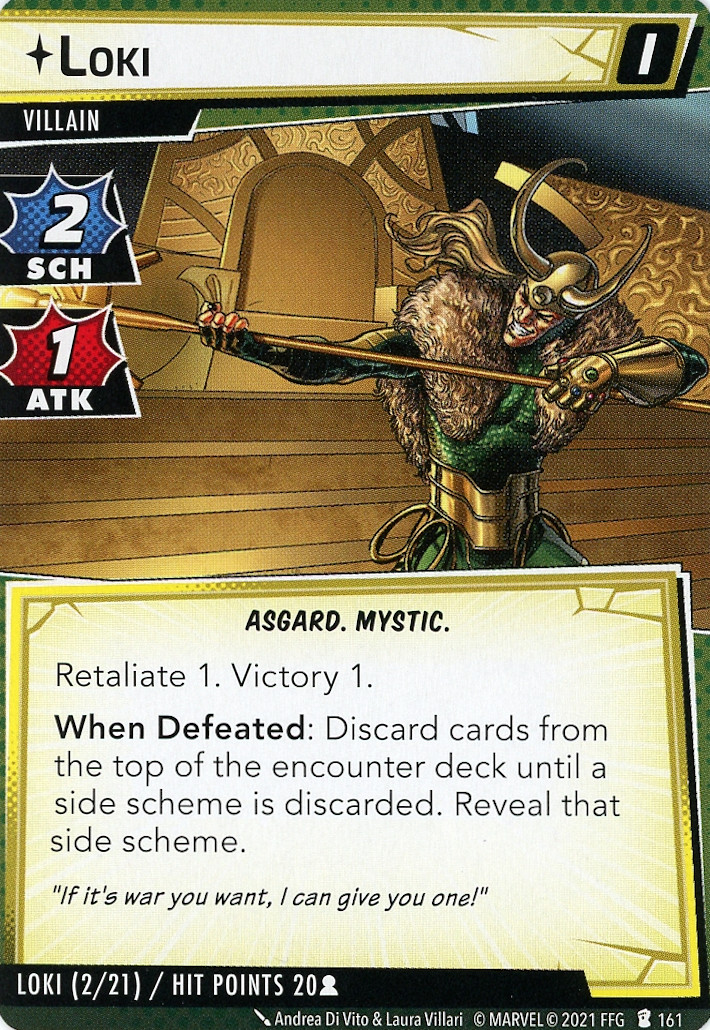 LOKI
I
VILLAIN
2
SCH
1
ATK
ASGARD. MYSTIC.
Retaliate 1. Victory 1.
When Defeated: Discard cards from
the top of the encounter deck until a
side scheme is discarded. Reveal that
side scheme.
"If it's war you want, I can give you one!"
LOKI (2/21) / HIT POINTS 20
Andrea Di Vito & Laura Villari © MARVEL © 2021 FFG 161